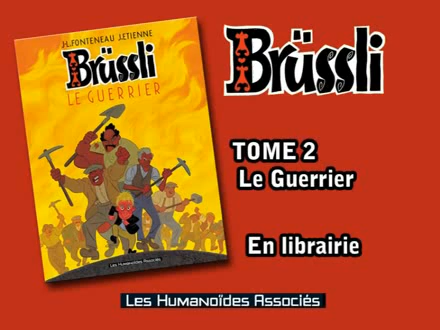 J-L. FONTENEAU J. ETIENNE
Brüssli
LE GUERRIER
Les Humanoïdes Associés
Brüssli
TOME 2
Le Guerrier
En librairie
Les Humanoïdes Associés